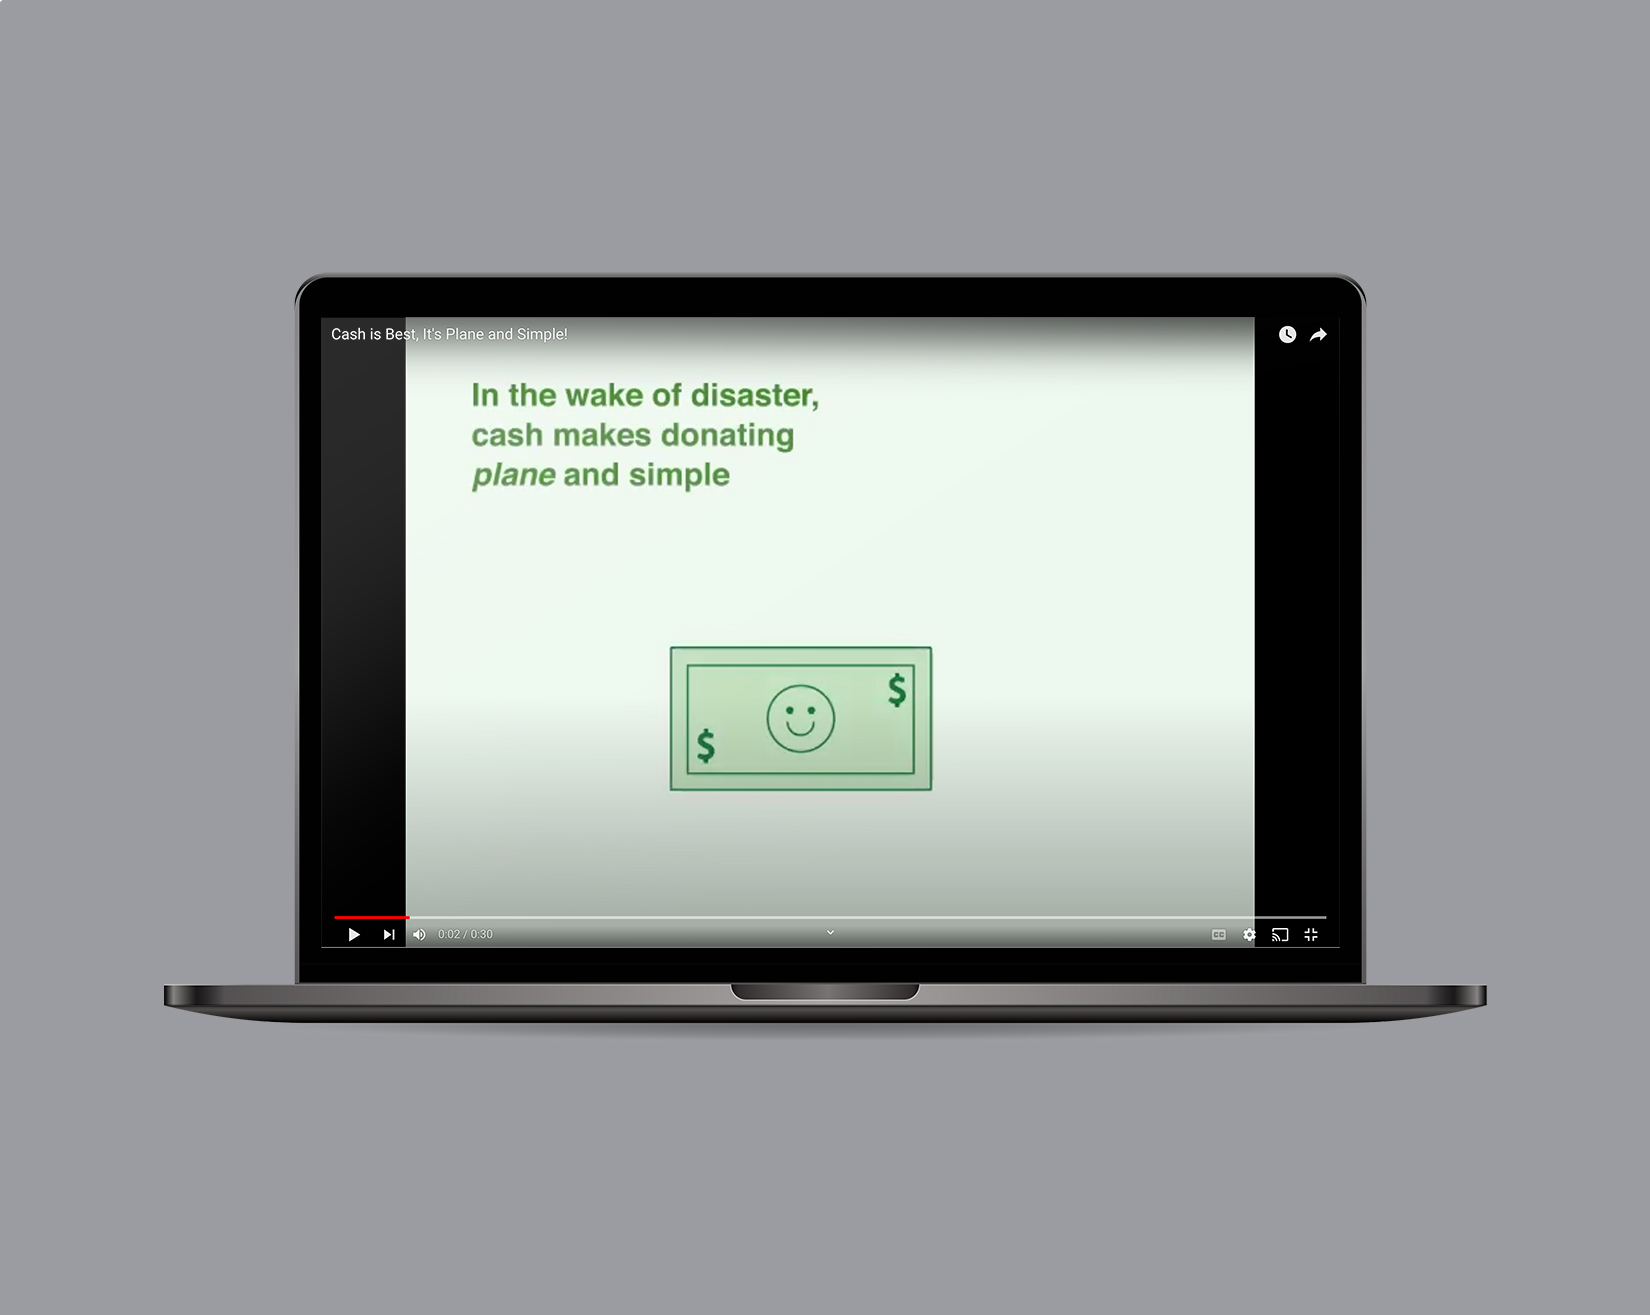 Cash is Best, It's Plane and Simple!
In the wake of disaster,
cash makes donating
plane and simple
$
$
0:02 / 0:30
CC